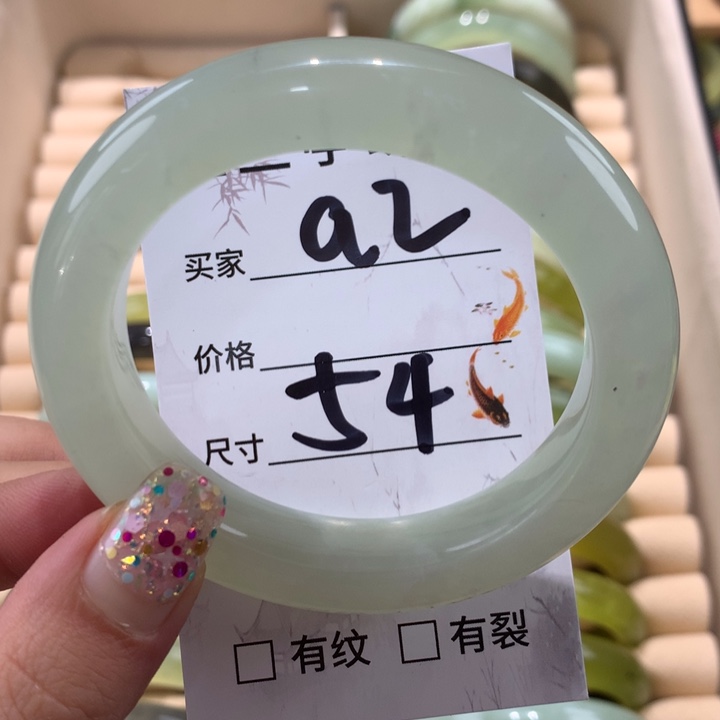 买家 a2
价格
尺寸 54
有纹 有裂